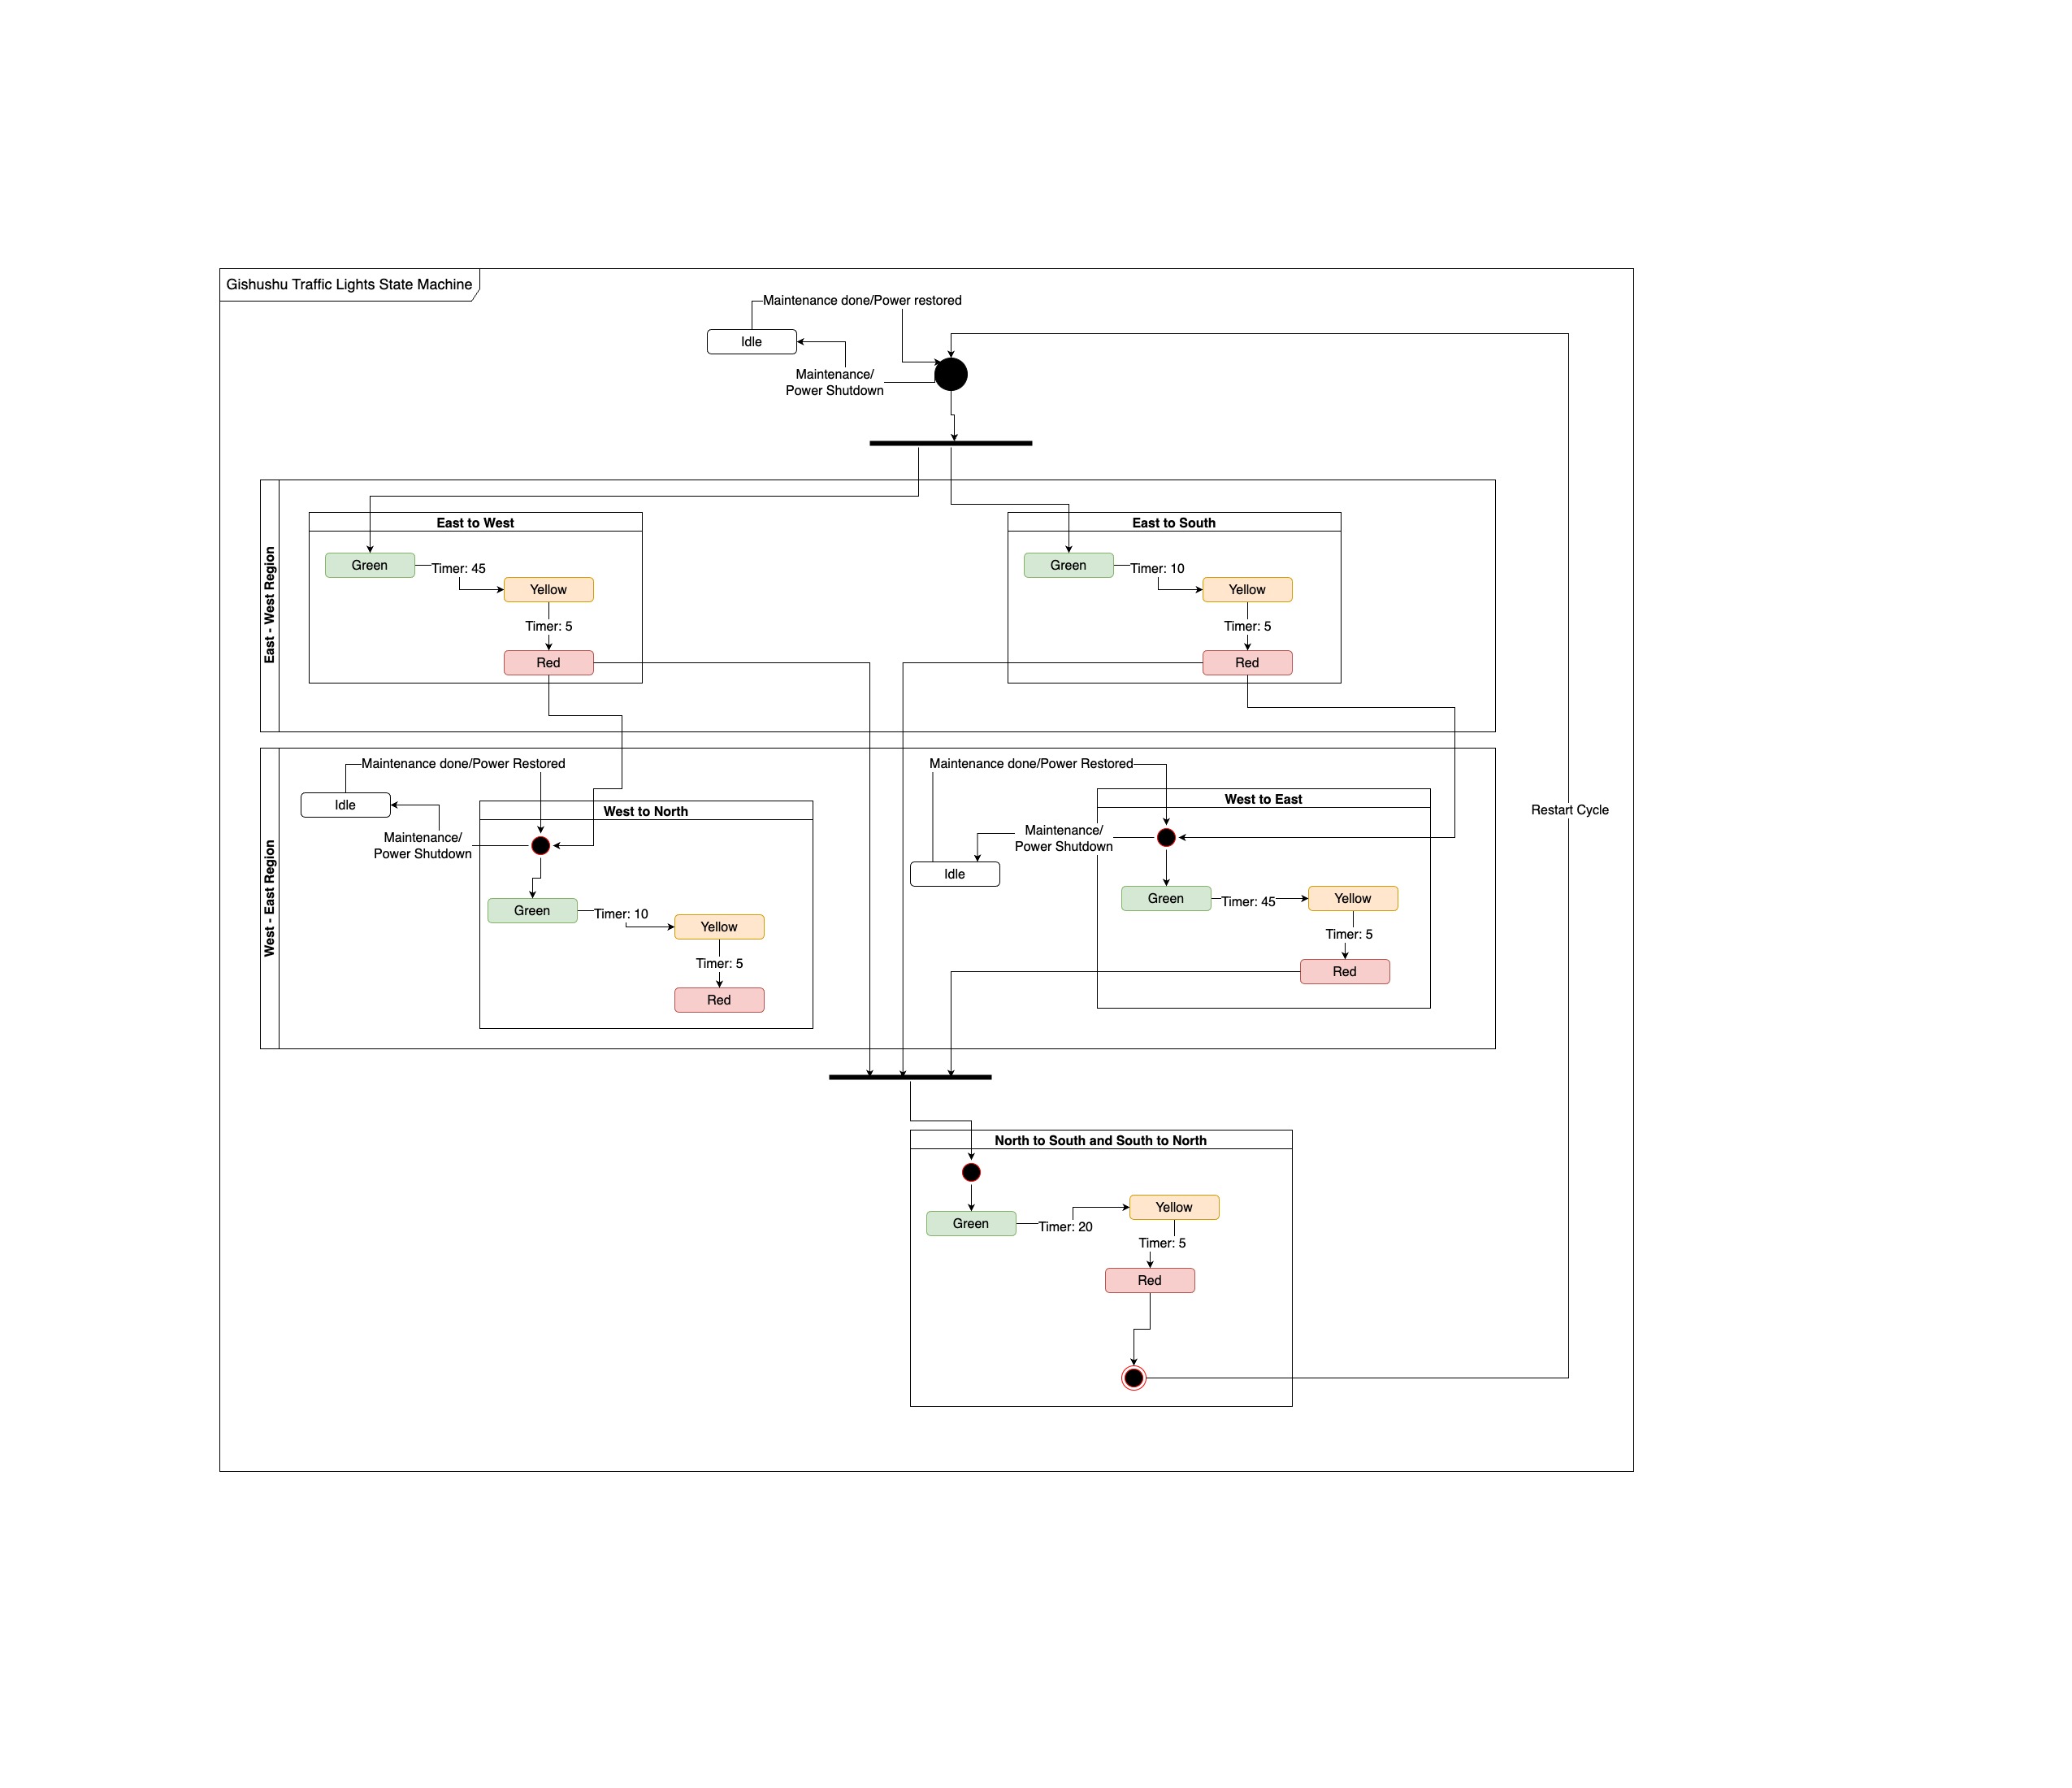 Gishushu Traffic Lights State Machine
Maintenance done/Power restored
Idle
Maintenance/
Power Shutdown
East - West Region
East to West
Green
Timer: 45
Yellow
Timer: 5
Red
East to South
Green
Timer: 10
Yellow
Timer: 5
Red
West - East Region
Maintenance done/Power Restored
Idle
Maintenance/
Power Shutdown
West to North
Green
Timer: 10
Yellow
Timer: 5
Red
Maintenance done/Power Restored
Maintenance/
Power Shutdown
Idle
West to East
Green
Timer: 45
Yellow
Timer: 5
Red
Restart Cycle
North to South and South to North
Green
Timer: 20
Yellow
Timer: 5
Red